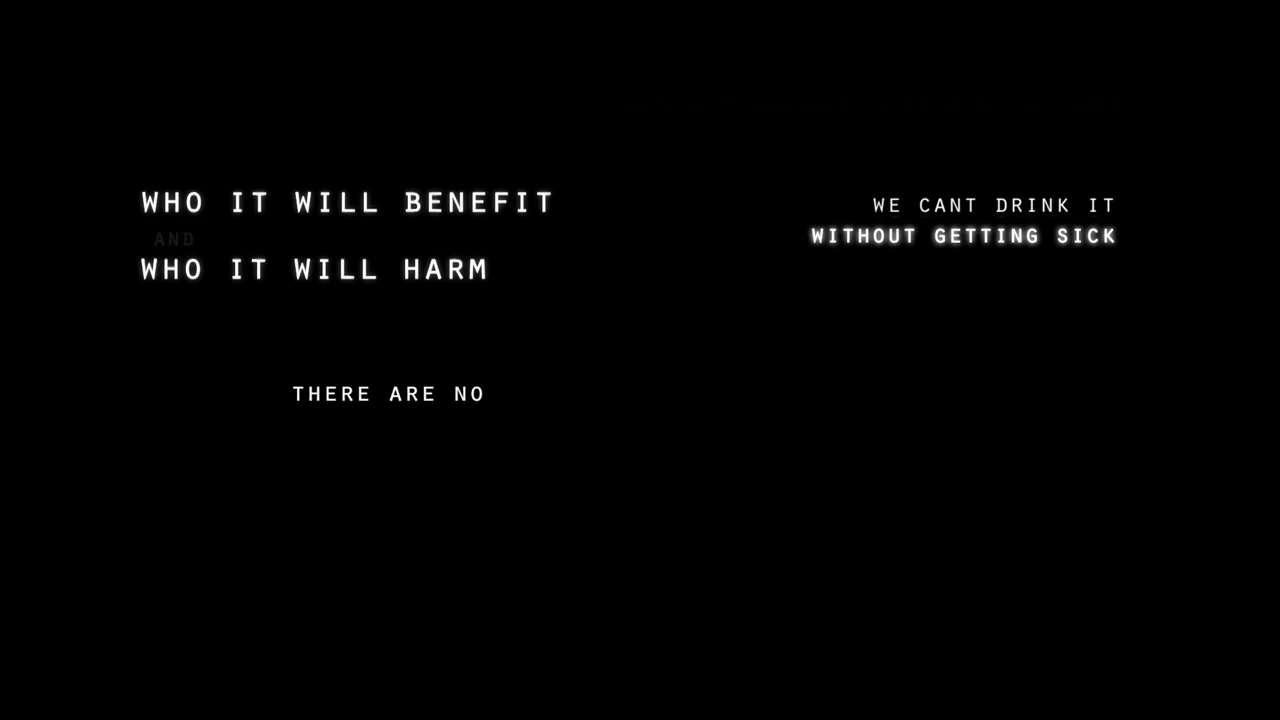 WHO IT WILL BENEFIT
AND
WHO IT WILL HARM
THERE ARE NO
WE CANT DRINK IT
WITHOUT GETTING SICK